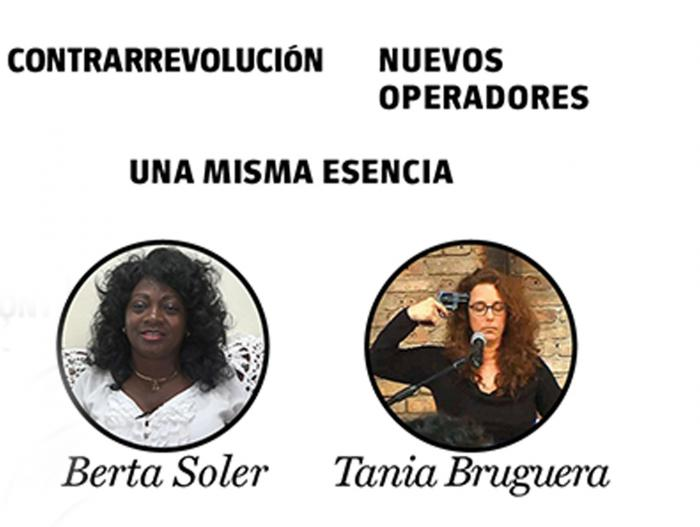 CONTRARREVOLUCIÓN
NUEVOS
OPERADORES
UNA MISMA ESENCIA
Berta Soler
Tania Bruguera